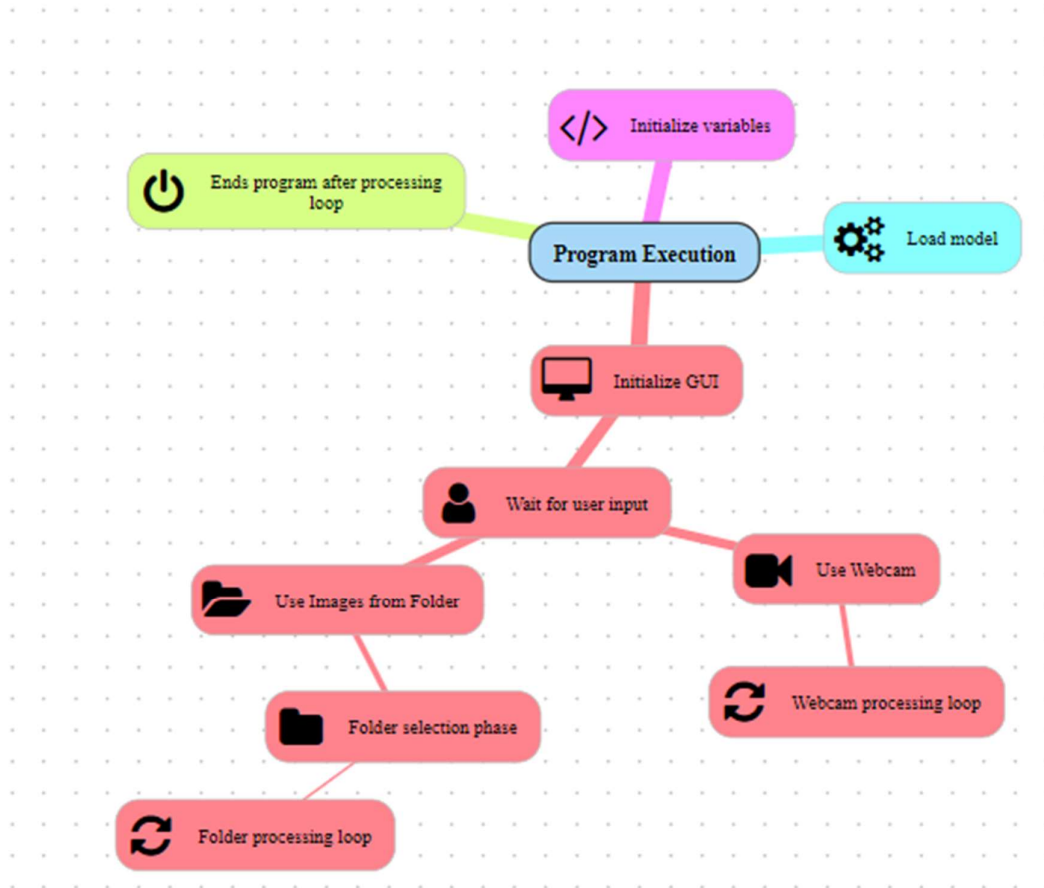 Initialize variables
Ends program after processing
loop
Load model
Program Execution
Initialize GUI
Wait for user input
Use Webcam
Use Images from Folder
Webcam processing loop
Folder selection phase
Folder processing loop